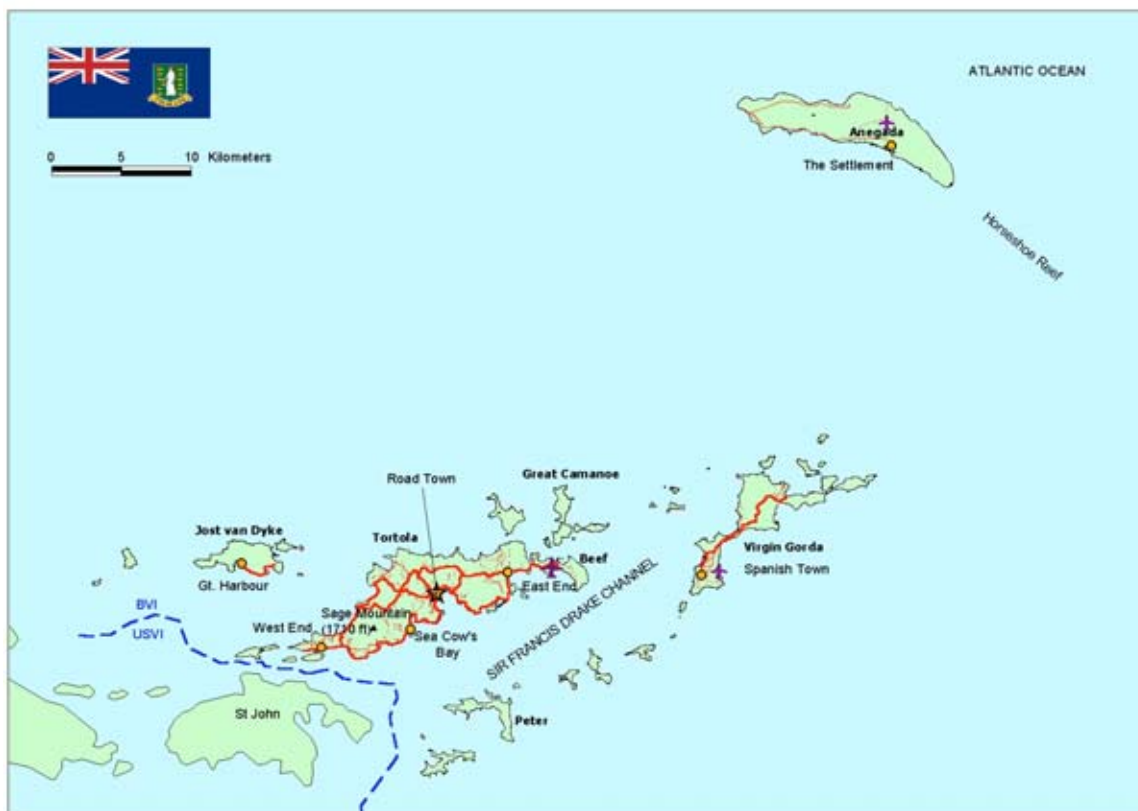 ATLANTIC OCEAN
0 5 10 Kilometers
Anegada
The Settlement
Horseshoe Reef
Great Camanoe
Road Town
Jost van Dyke
Tortola
Beef
Virgin Gorda
Spanish Town
Gt. Harbour
East End
SIR FRANCIS DRAKE CHANNEL
BVI
USVI
Sage Mountain
(1710 ft)
West End
Sea Cow's
Bay
St John
Peter